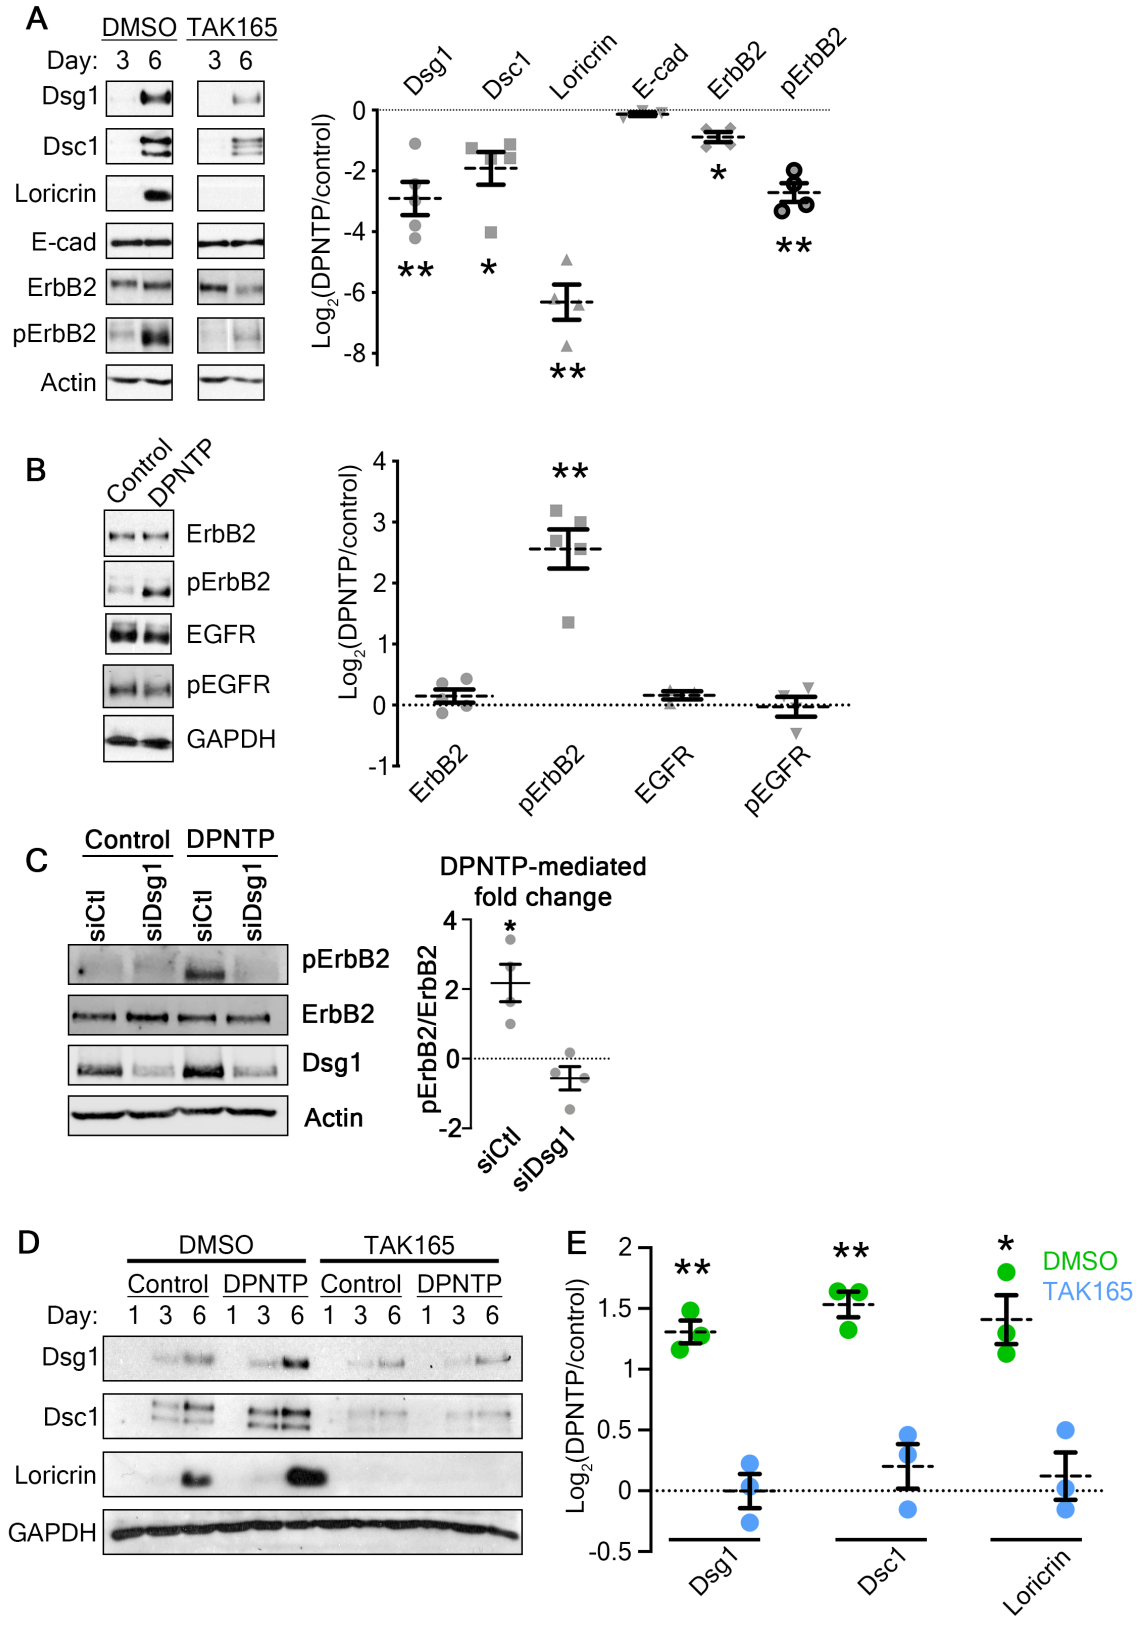 A
DMSO TAK165
Day: 3 6 3 6
Dsg1
Dsc1
Loricrin
E-cad
ErbB2
pErbB2
Actin
Dsg1 Dsc1 Loricrin E-cad ErbB2 pErbB2
Log2(DPNTP/control)
0
-2
-4
-6
-8
** * ** * **
B
Control DPNTP
ErbB2
pErbB2
EGFR
pEGFR
GAPDH
Log2(DPNTP/control)
4
3
2
1
0
-1
**
ErbB2 pErbB2 EGFR pEGFR
C
Control DPNTP
siCtl siDsg1 siCtl siDsg1
pErbB2
ErbB2
Dsg1
Actin
DPNTP-mediated
fold change
pErbB2/ErbB2
4
2
0
-2
*
siCtl siDsg1
D
DMSO TAK165
Control DPNTP Control DPNTP
Day: 1 3 6 1 3 6 1 3 6 1 3 6
Dsg1
Dsc1
Loricrin
GAPDH
E
Log2(DPNTP/control)
2
1.5
1
0.5
0
-0.5
** ** *
DMSO
TAK165
Dsg1 Dsc1 Loricrin